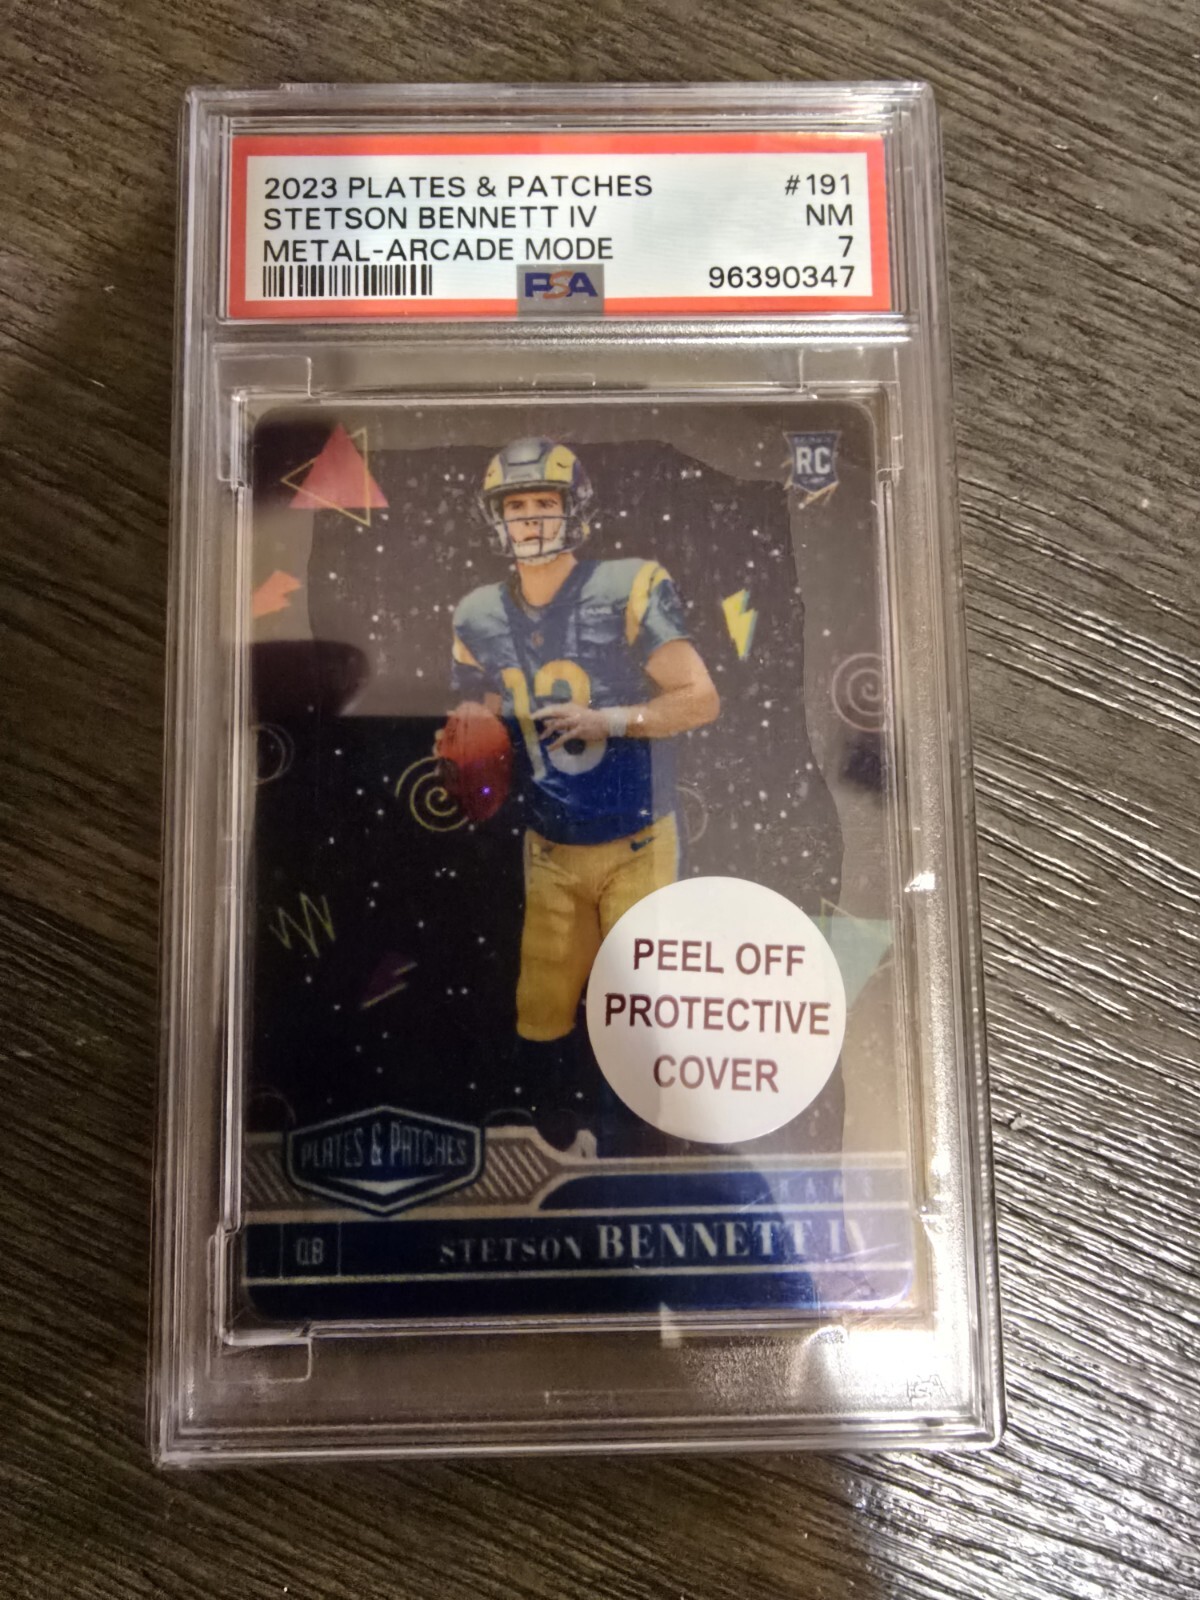 2023 PLATES & PATCHES #191
STETSON BENNETT IV NM
METAL-ARCADE MODE 7
PSA 96390347
RC
13
PEEL OFF
PROTECTIVE
COVER
PLATES & PATCHES
RAMS
QB STETSON BENNETT IV